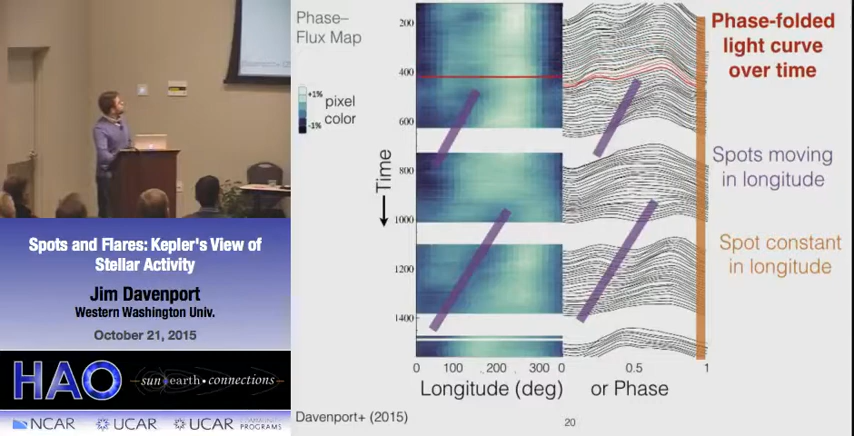 Spots and Flares: Kepler's View of
Stellar Activity
Jim Davenport
Western Washington Univ.
October 21, 2015
HAO
sun earth • connections
NCAR
UCAR
UCAR
PROGRAMS
Phase–
Flux Map
+1%
pixel
color
-1%
Time
200
400
600
800
1000
1200
1400
0 100 200 300 0 0.5 1
Longitude (deg) or Phase
Phase-folded
light curve
over time
Spots moving
in longitude
Spot constant
in longitude
Davenport+ (2015)
20